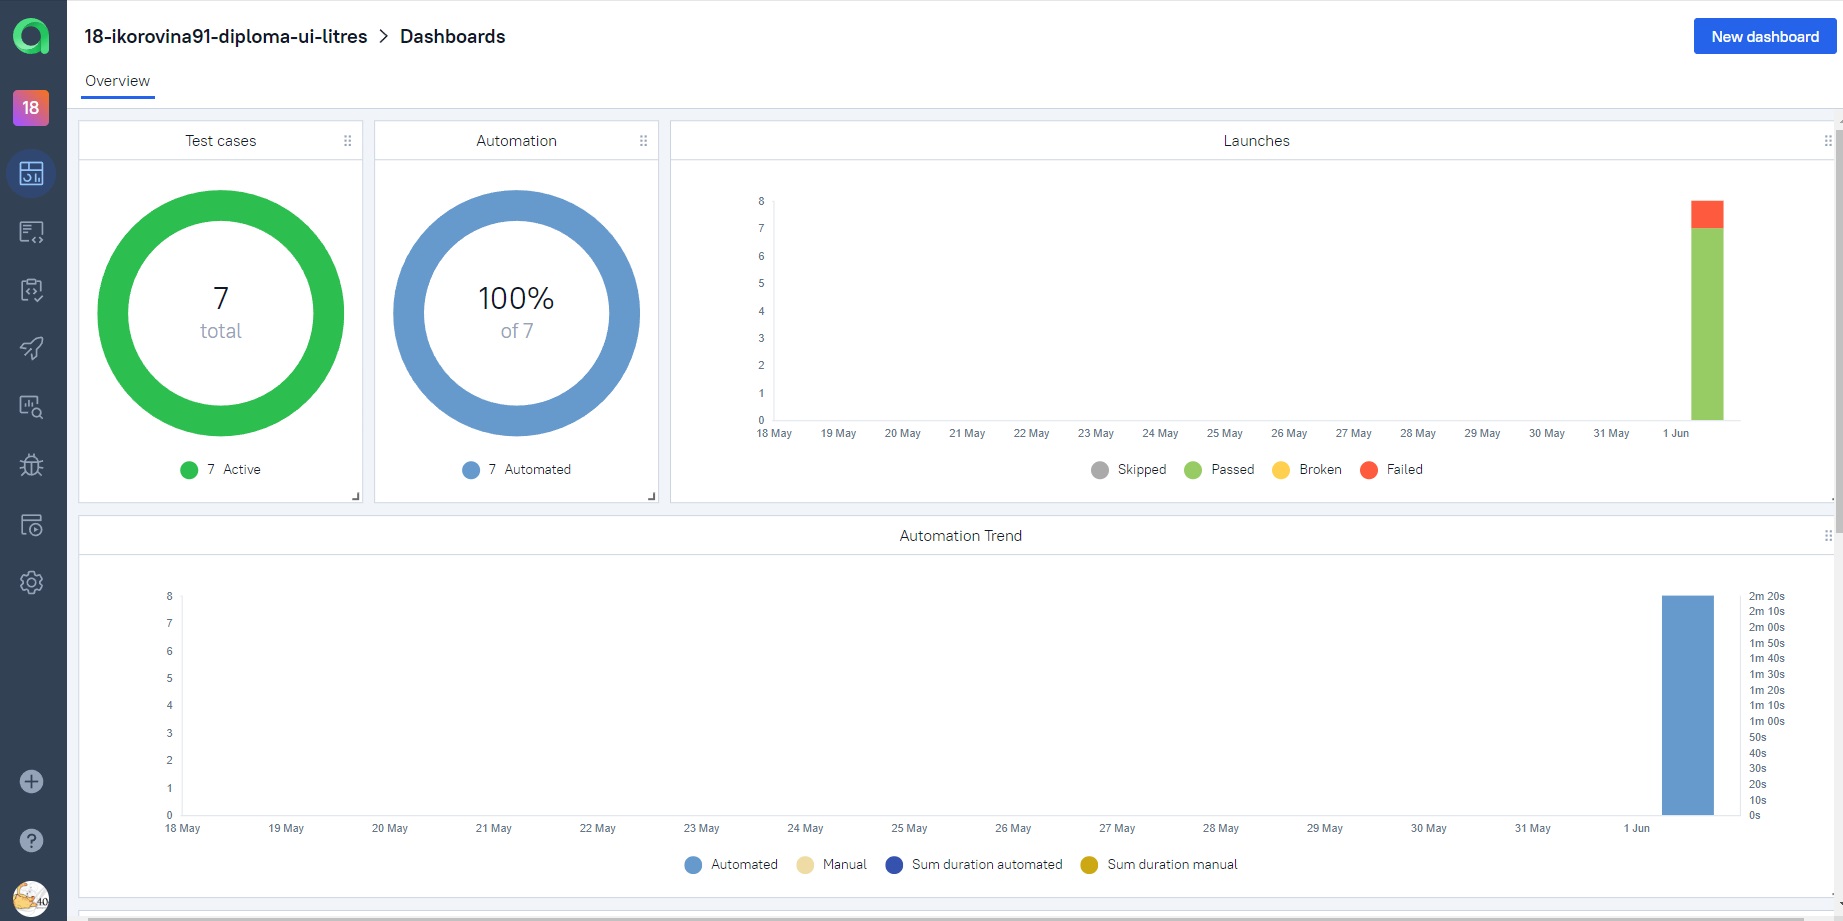 18-ikorovina91-diploma-ui-litres > Dashboards
New dashboard
Overview
18
Test cases
7
total
7 Active
Automation
100%
of 7
7 Automated
Launches
8
7
6
5
4
3
2
1
0
18 May 19 May 20 May 21 May 22 May 23 May 24 May 25 May 26 May 27 May 28 May 29 May 30 May 31 May 1 Jun
Skipped Passed Broken Failed
Automation Trend
8
7
6
5
4
3
2
1
0
2m 20s
2m 10s
2m 00s
1m 50s
1m 40s
1m 30s
1m 20s
1m 10s
1m 00s
50s
40s
30s
20s
10s
0s
18 May 19 May 20 May 21 May 22 May 23 May 24 May 25 May 26 May 27 May 28 May 29 May 30 May 31 May 1 Jun
Automated Manual Sum duration automated Sum duration manual
?
40